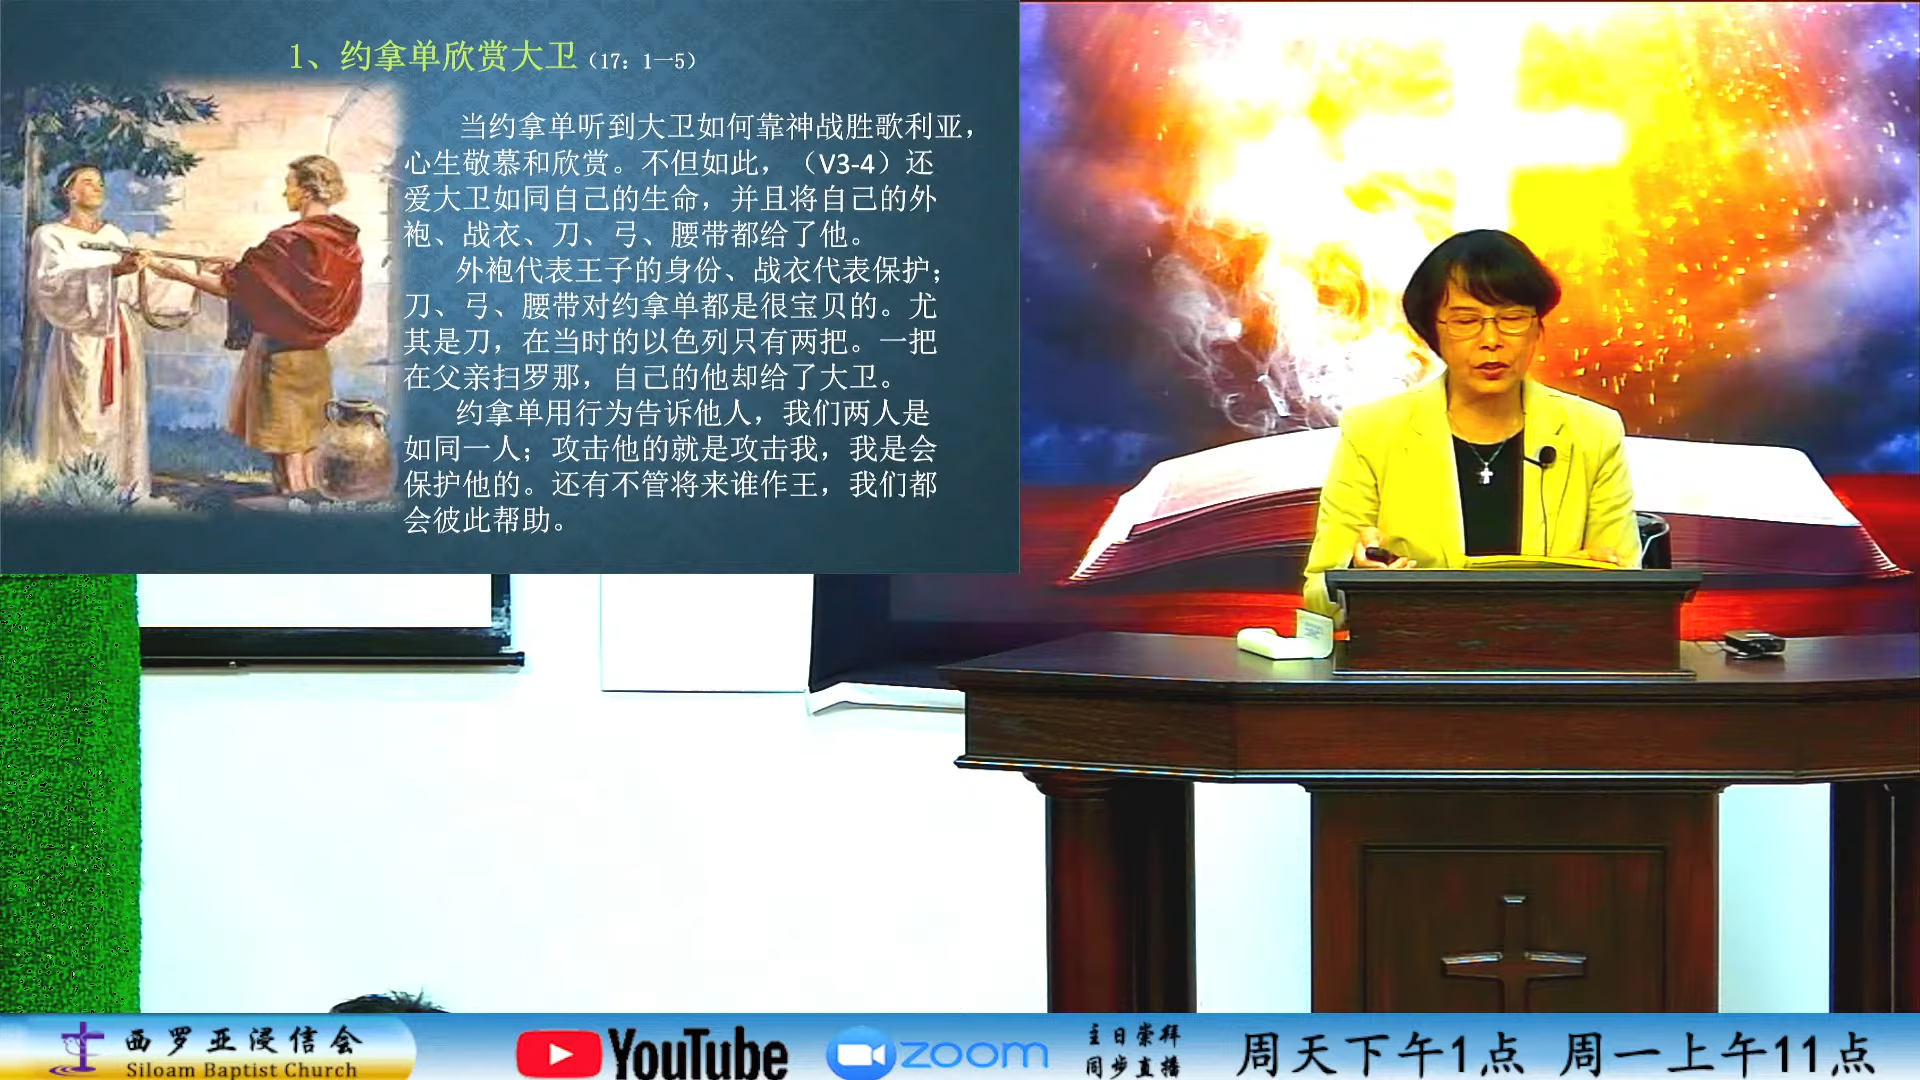 1、约拿单欣赏大卫（17：1一5）
当约拿单听到大卫如何靠神战胜歌利亚，
心生敬慕和欣赏。不但如此，（V3-4）还
爱大卫如同自己的生命，并且将自己的外
袍、战衣、刀、弓、腰带都给了他。
外袍代表王子的身份、战衣代表保护；
刀、弓、腰带对约拿单都是很宝贝的。尤
其是刀，在当时的以色列只有两把。一把
在父亲扫罗那，自己的他却给了大卫。
约拿单用行为告诉他人，我们两人是
如同一人；攻击他的就是攻击我，我是会
保护他的。还有不管将来谁作王，我们都
会彼此帮助。
西罗亚浸信会
Siloam Baptist Church
YouTube
zoom
主日崇拜
同步直播
周天下午1点 周一上午11点